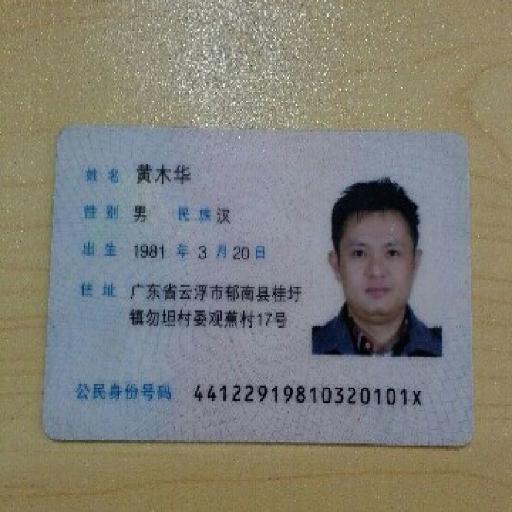 姓名 黄木华
性别 男 民族 汉
出生 1981 年 3 月 20 日
住址 广东省云浮市郁南县桂圩
镇勿坦村委观蕉村17号
公民身份号码 44122919810320101X